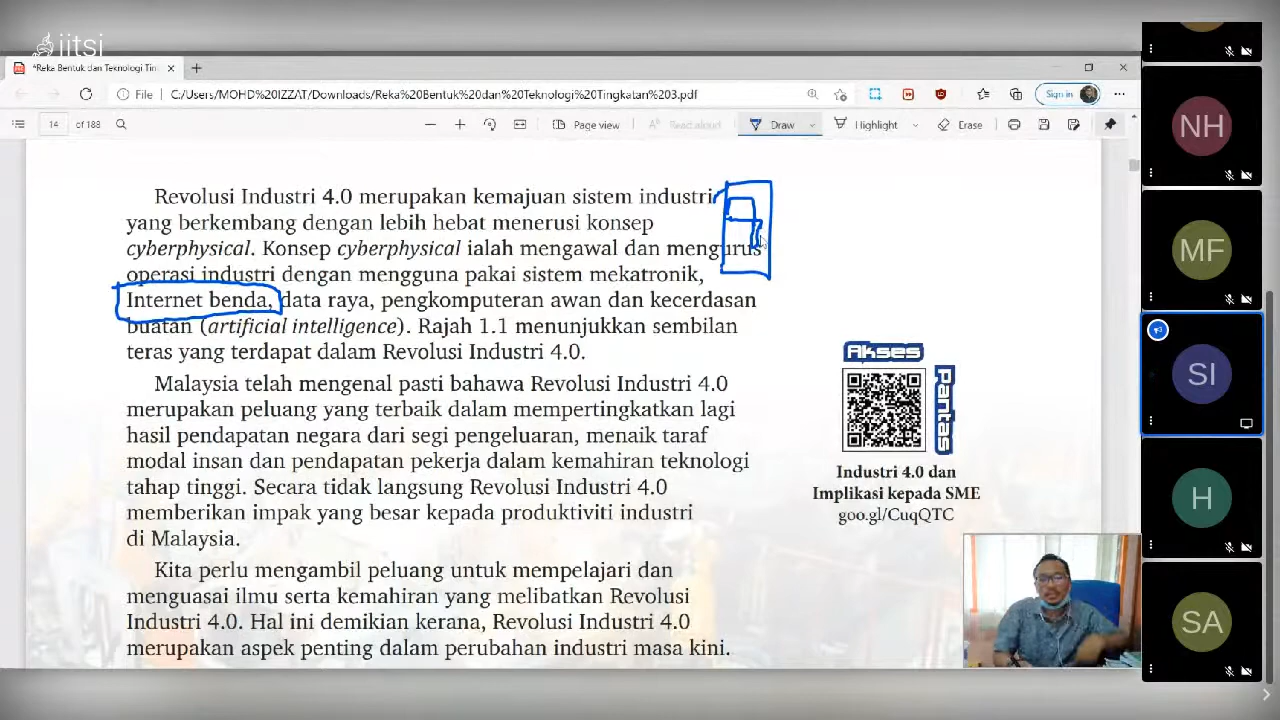 jitsi
*Reka Bentuk dan Teknologi Tin
File
C:/Users/MOHD%20IZZAT/Downloads/Reka%20Bentuk%20dan%20Teknologi%20Tingkatan%203.pdf
Sign in
14 of 188
Page view
Read aloud
Draw
Highlight
Erase
Revolusi Industri 4.0 merupakan kemajuan sistem industri
yang berkembang dengan lebih hebat menerusi konsep
cyberphysical. Konsep cyberphysical ialah mengawal dan mengurus
operasi industri dengan mengguna pakai sistem mekatronik,
Internet benda, data raya, pengkomputeran awan dan kecerdasan
buatan (artificial intelligence). Rajah 1.1 menunjukkan sembilan
teras yang terdapat dalam Revolusi Industri 4.0.
Malaysia telah mengenal pasti bahawa Revolusi Industri 4.0
merupakan peluang yang terbaik dalam mempertingkatkan lagi
hasil pendapatan negara dari segi pengeluaran, menaik taraf
modal insan dan pendapatan pekerja dalam kemahiran teknologi
tahap tinggi. Secara tidak langsung Revolusi Industri 4.0
memberikan impak yang besar kepada produktiviti industri
di Malaysia.
Kita perlu mengambil peluang untuk mempelajari dan
menguasai ilmu serta kemahiran yang melibatkan Revolusi
Industri 4.0. Hal ini demikian kerana, Revolusi Industri 4.0
merupakan aspek penting dalam perubahan industri masa kini.
Akses
Pantas
Industri 4.0 dan
Implikasi kepada SME
goo.gl/CuqQTC
NH
MF
SI
H
SA